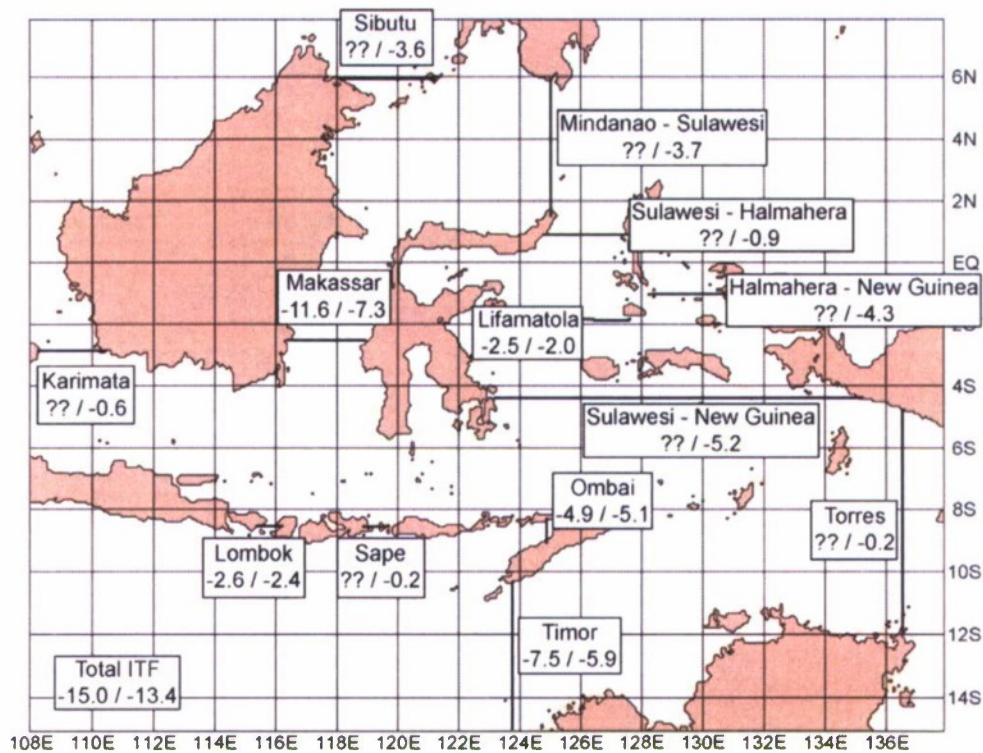 Sibutu
?? / -3.6
6N
Mindanao - Sulawesi
?? / -3.7
4N
2N
Sulawesi - Halmahera
?? / -0.9
EQ
Makassar
-11.6 / -7.3
Halmahera - New Guinea
?? / -4.3
Lifamatola
-2.5 / -2.0
Karimata
?? / -0.6
4S
Sulawesi - New Guinea
?? / -5.2
6S
Ombai
-4.9 / -5.1
Torres
?? / -0.2
8S
Lombok
-2.6 / -2.4
Sape
?? / -0.2
10S
12S
Timor
-7.5 / -5.9
Total ITF
-15.0 / -13.4
14S
108E 110E 112E 114E 116E 118E 120E 122E 124E 126E 128E 130E 132E 134E 136E